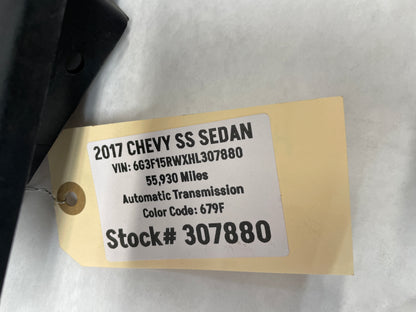 2017 CHEVY SS SEDAN
VIN: 6G3F15RWXHL307880
55,930 Miles
Automatic Transmission
Color Code: 679F
Stock# 307880